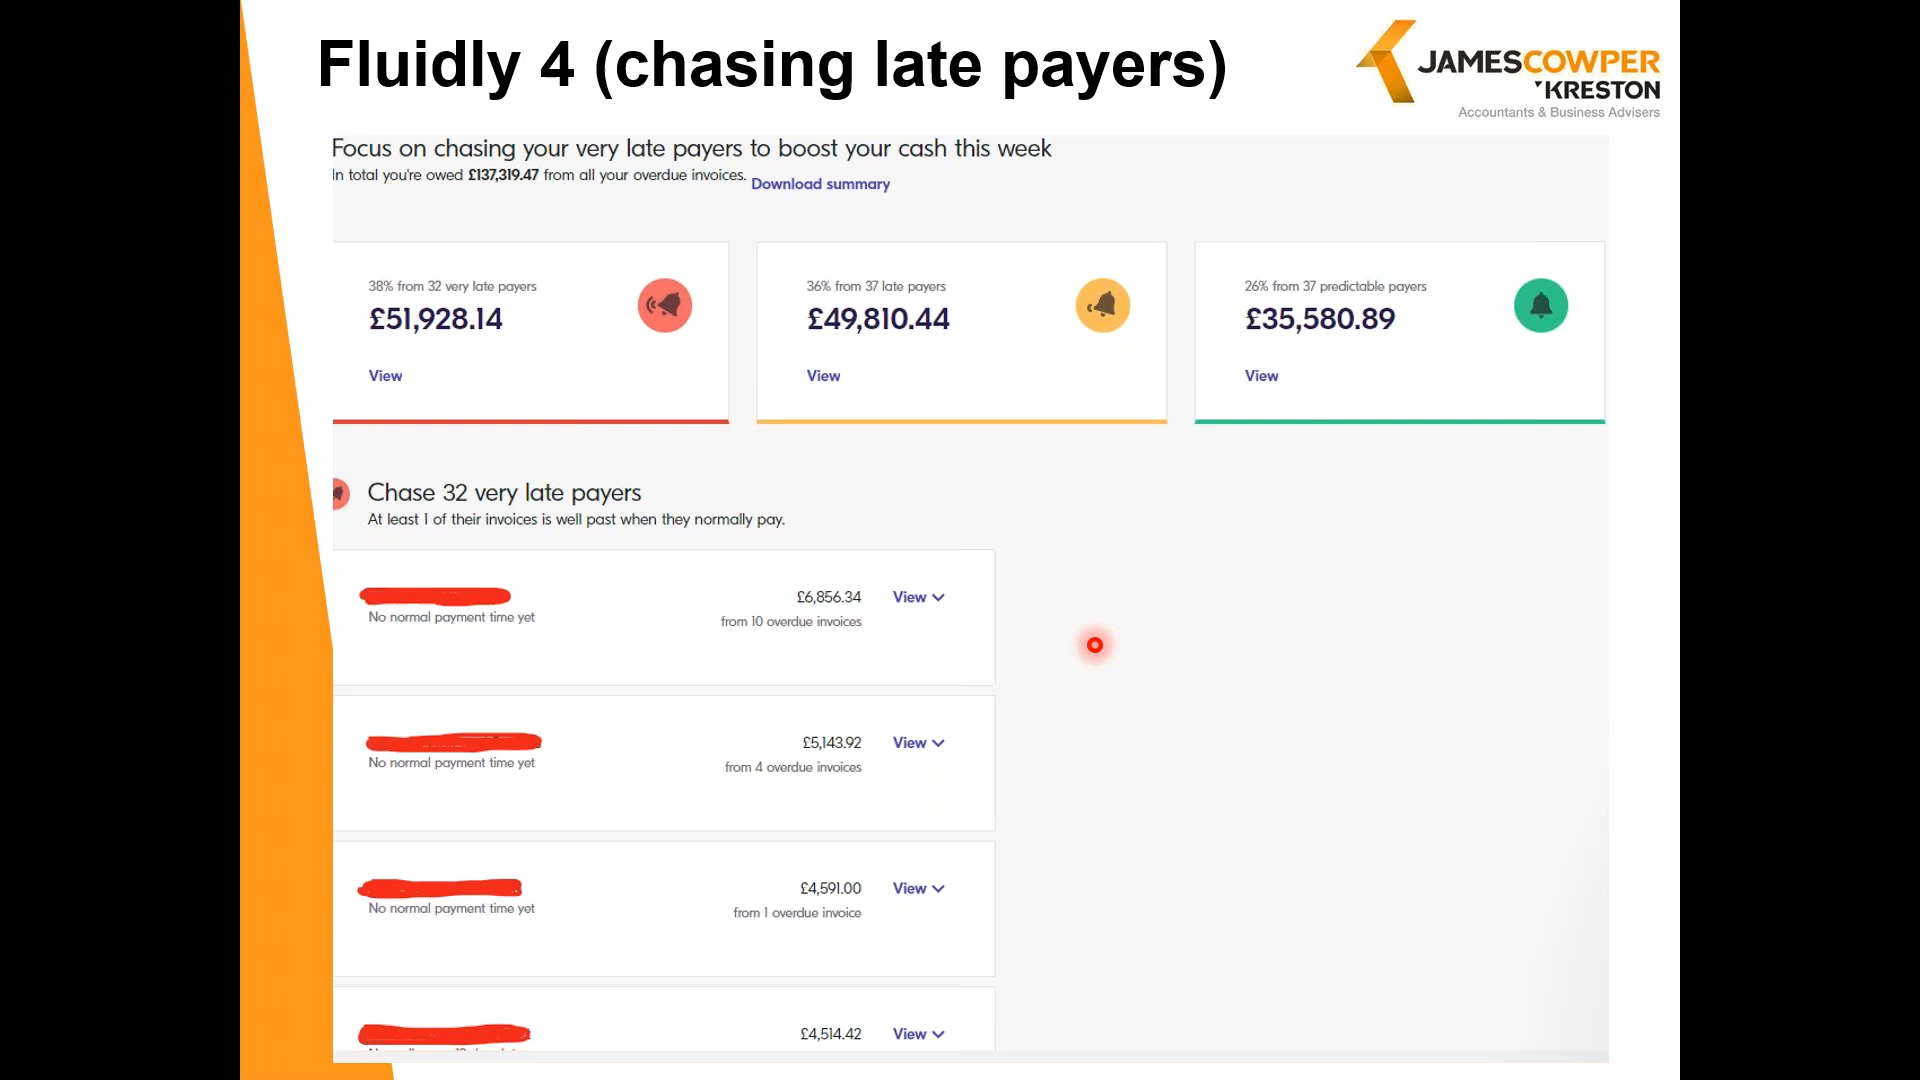 Fluidly 4 (chasing late payers)
JAMESCOWPER
KRESTON
Accountants & Business Advisers
Focus on chasing your very late payers to boost your cash this week
In total you're owed £137,319.47 from all your overdue invoices. Download summary
38% from 32 very late payers
£51,928.14
View
36% from 37 late payers
£49,810.44
View
26% from 37 predictable payers
£35,580.89
View
Chase 32 very late payers
At least 1 of their invoices is well past when they normally pay.
£6,856.34 View
No normal payment time yet
from 10 overdue invoices
£5,143.92 View
No normal payment time yet
from 4 overdue invoices
£4,591.00 View
No normal payment time yet
from 1 overdue invoice
£4,514.42 View